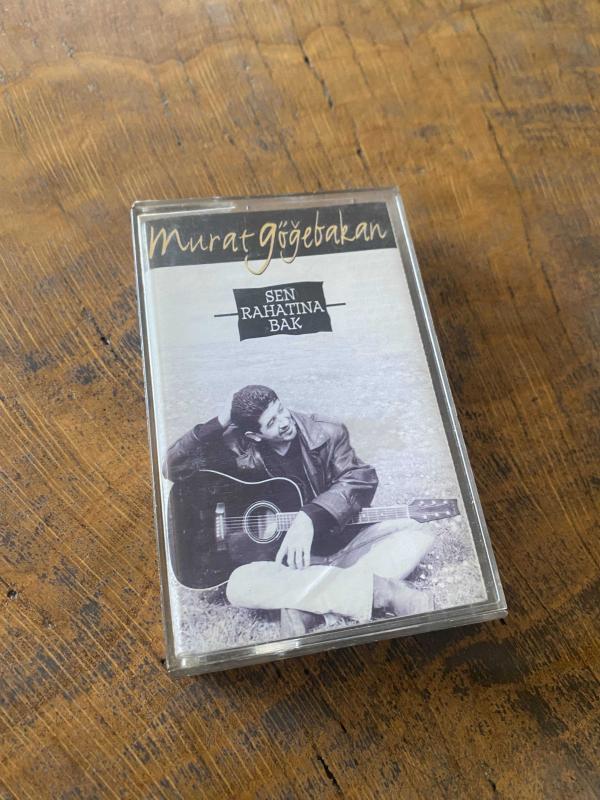 Murat göğebakan
SEN
RAHATINA
BAK